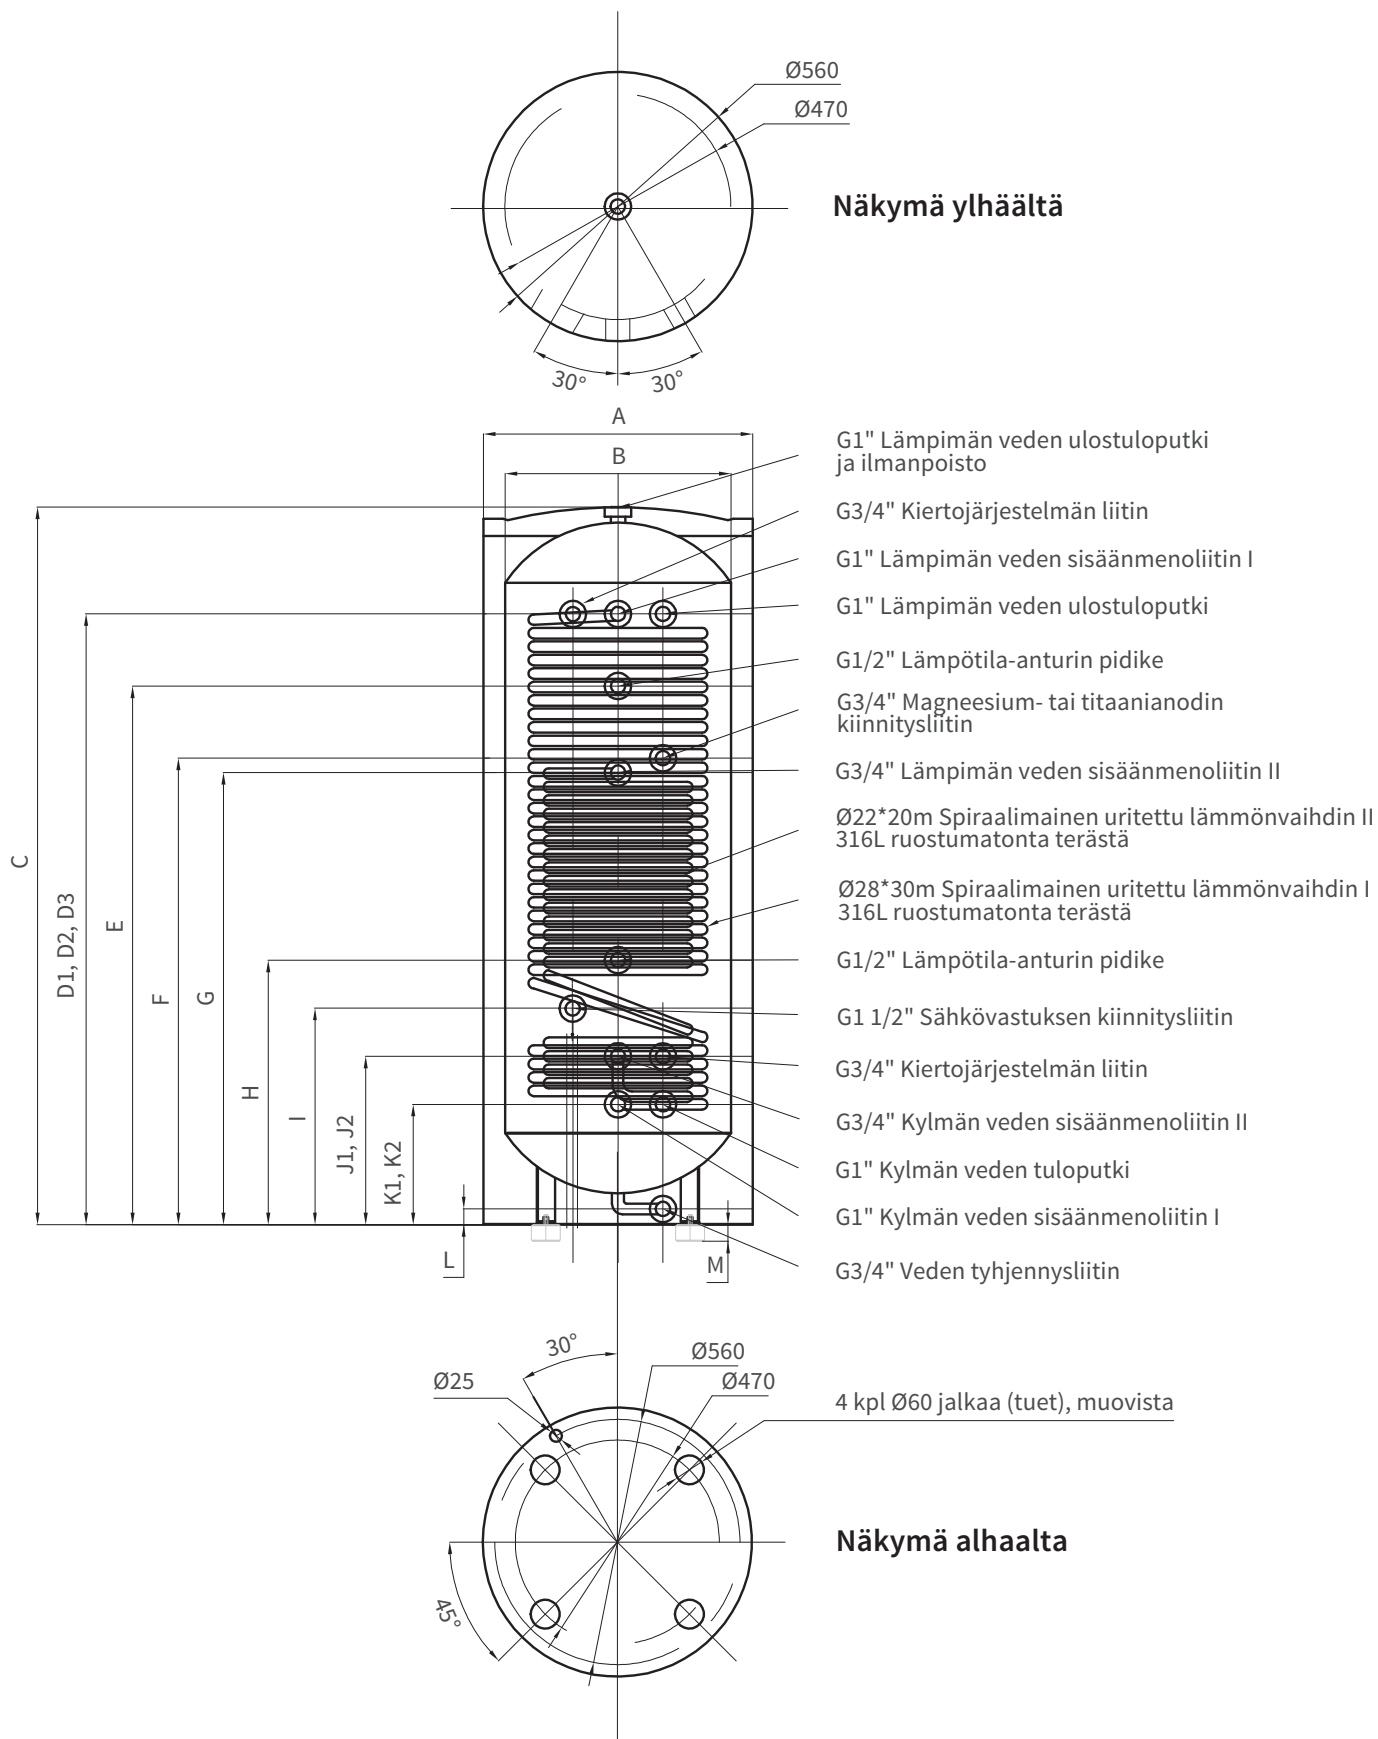 Ø560
Ø470
Näkymä ylhäältä
30°
30°
A
B
G1" Lämpimän veden ulostuloputki
ja ilmanpoisto
G3/4" Kiertojärjestelmän liitin
G1" Lämpimän veden sisäänmenoliitin I
G1" Lämpimän veden ulostuloputki
G1/2" Lämpötila-anturin pidike
G3/4" Magneesium- tai titaanianodin
kiinnitysliitin
G3/4" Lämpimän veden sisäänmenoliitin II
Ø22*20m Spiraalimainen uritettu lämmönvaihdin II
316L ruostumatonta terästä
Ø28*30m Spiraalimainen uritettu lämmönvaihdin I
316L ruostumatonta terästä
G1/2" Lämpötila-anturin pidike
G1 1/2" Sähkövastuksen kiinnitysliitin
G3/4" Kiertojärjestelmän liitin
G3/4" Kylmän veden sisäänmenoliitin II
G1" Kylmän veden tuloputki
G1" Kylmän veden sisäänmenoliitin I
G3/4" Veden tyhjennysliitin
C
D1, D2, D3
E
F
G
H
I
J1, J2
K1, K2
L
M
30°
Ø560
Ø25
Ø470
4 kpl Ø60 jalkaa (tuet), muovista
Näkymä alhaalta
45°